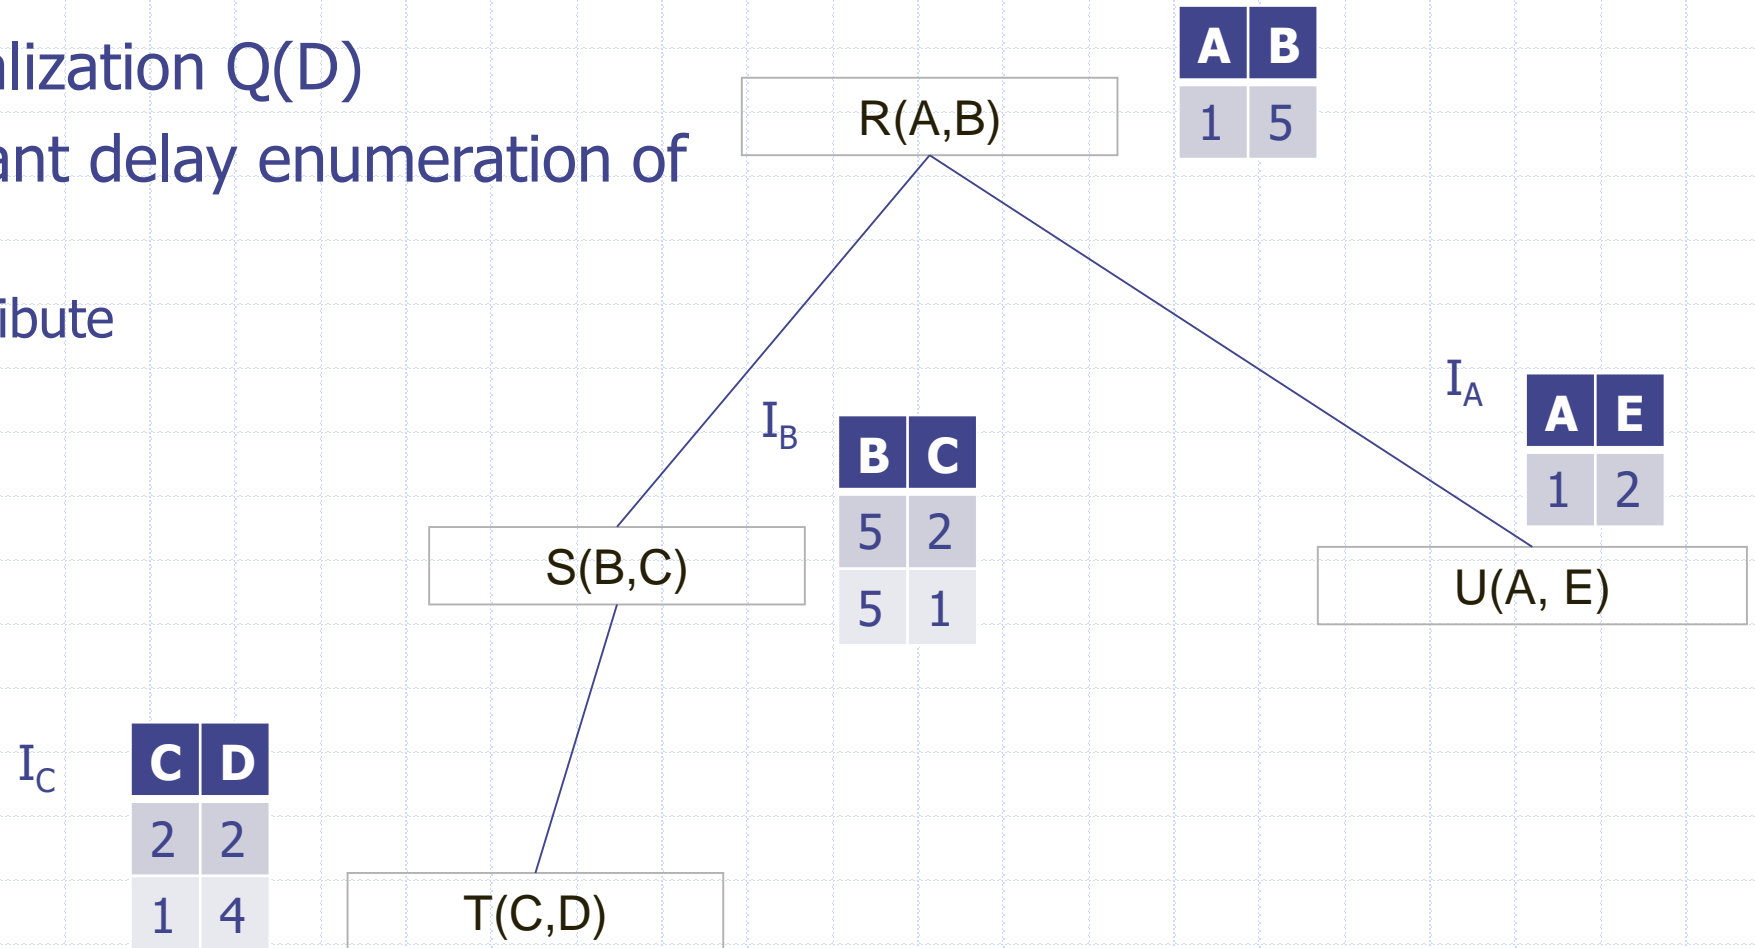 alization Q(D)
ant delay enumeration of
ibute
R(A,B)
A B
1 5
I_A
A E
1 2
I_B
B C
5 2
5 1
S(B,C)
U(A, E)
I_C
C D
2 2
1 4
T(C,D)